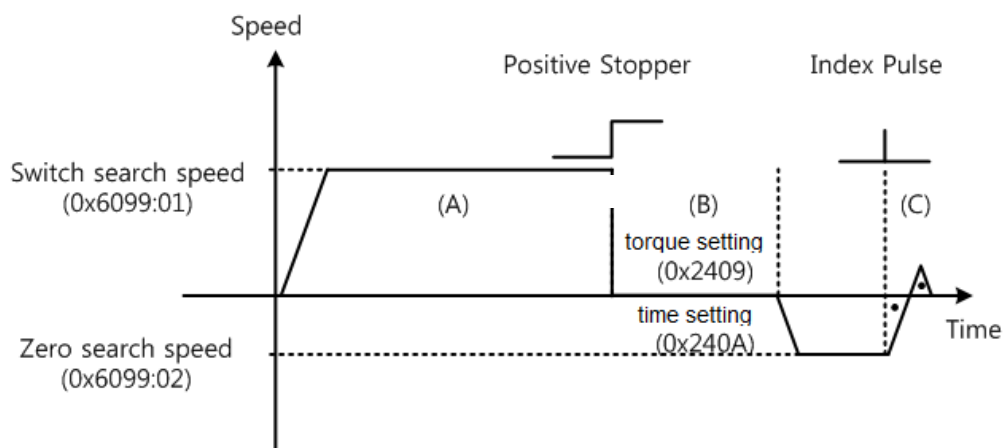 Speed
Positive Stopper
Index Pulse
Switch search speed
(0x6099:01)
(A)
(B)
(C)
torque setting
(0x2409)
time setting
(0x240A)
Time
Zero search speed
(0x6099:02)